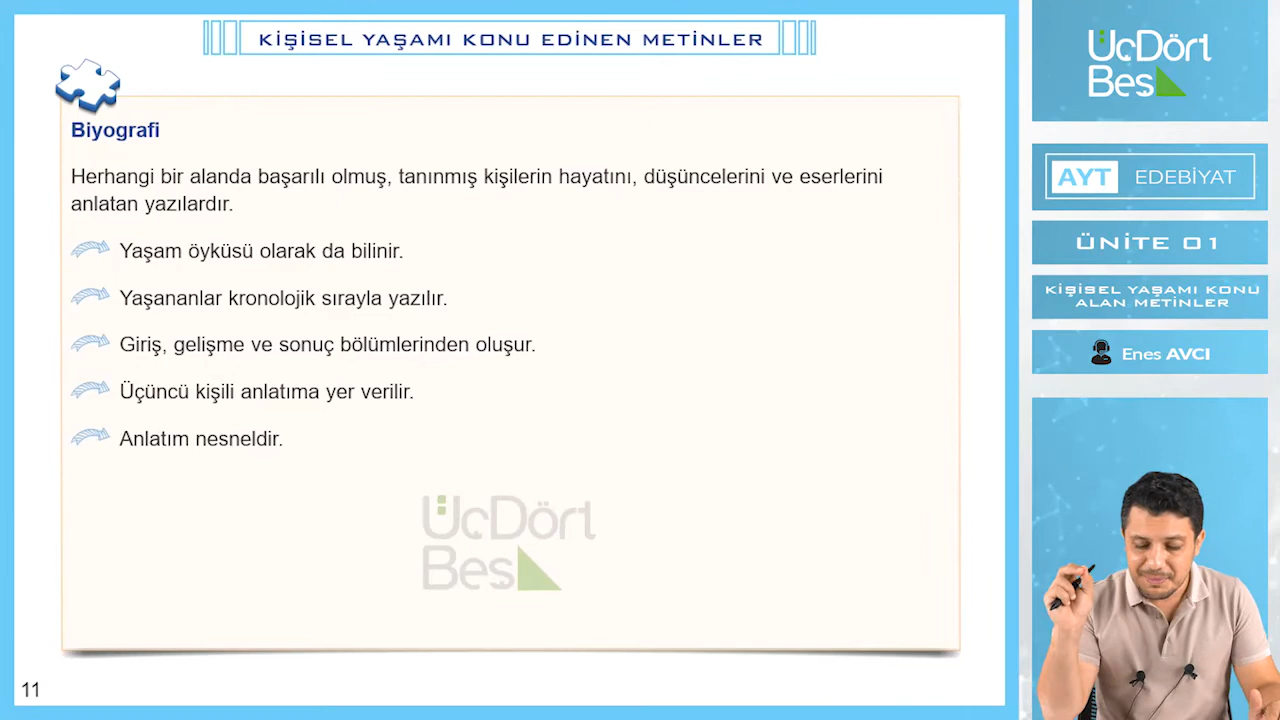 KİŞİSEL YAŞAMI KONU EDİNEN METİNLER
Biyografi
Herhangi bir alanda başarılı olmuş, tanınmış kişilerin hayatını, düşüncelerini ve eserlerini
anlatan yazılardır.
Yaşam öyküsü olarak da bilinir.
Yaşananlar kronolojik sırayla yazılır.
Giriş, gelişme ve sonuç bölümlerinden oluşur.
Üçüncü kişili anlatıma yer verilir.
Anlatım nesneldir.
ÜçDört
Beş
11
ÜçDört
Beş
AYT EDEBİYAT
ÜNİTE 01
KİŞİSEL YAŞAMI KONU
ALAN METİNLER
Enes AVCI